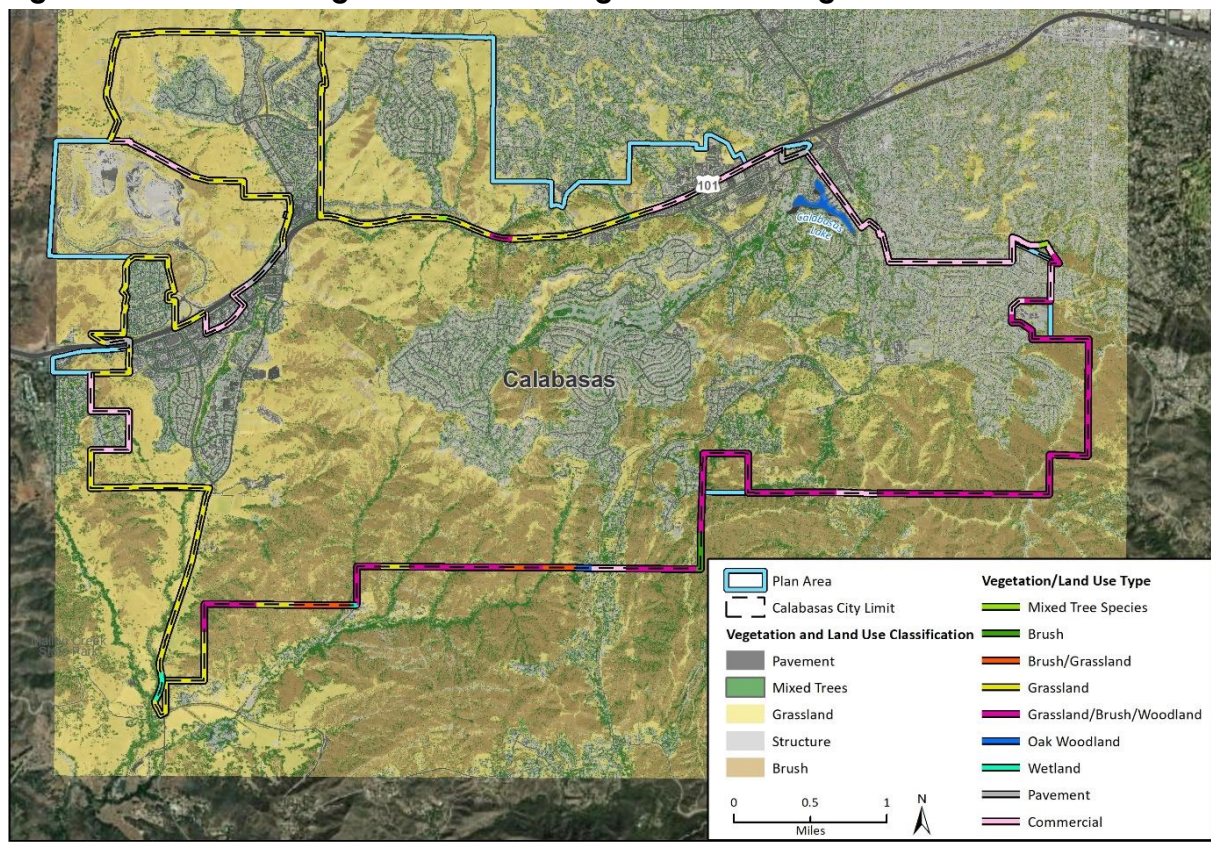 101
Calabasas
Lake
Calabasas
Plan Area
Calabasas City Limit
Vegetation and Land Use Classification
Pavement
Mixed Trees
Grassland
Structure
Brush
0 0.5 1
Miles
N
Vegetation/Land Use Type
Mixed Tree Species
Brush
Brush/Grassland
Grassland
Grassland/Brush/Woodland
Oak Woodland
Wetland
Pavement
Commercial